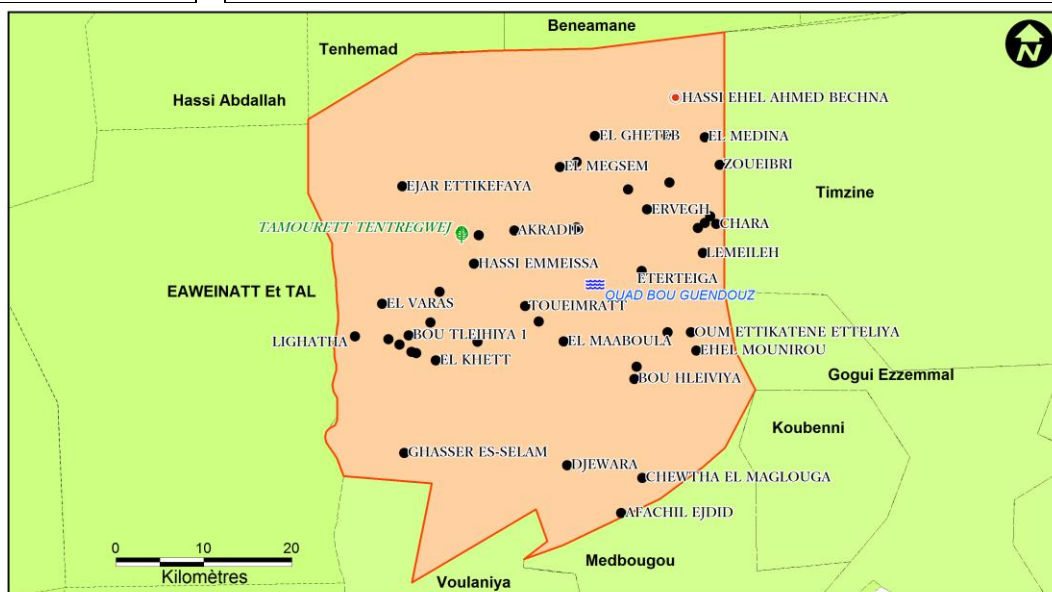 Beneamane
Tenhemad
N
Hassi Abdallah
HASSI EHEL AHMED BECHNA
EL GHETEB
EL MEDINA
EL MEGSEM
ZOUEIBRI
EJAR ETTIKEFAYA
Timzine
ERVEGH
TAMOURETT TENTREGWEJ
AKRADID
CHARA
LEMEILEH
HASSI EMMEISSA
ETERTEIGA
EAWEINATT Et TAL
OUAD BOU GUENDOUZ
EL VARAS
TOUEIMRATT
LIGHATHA
BOU TLEIHIYA 1
EL MAABOULA
OUM ETTIKATENE ETTELIYA
EHEL MOUNIROU
EL KHETT
Gogui Ezzemmal
BOU HLEIVIYA
Koubenni
GHASSER ES-SELAM
DJEWARA
CHEWTHA EL MAGLOUGA
AFACHIL EJDID
0 10 20
Kilomètres
Medbougou
Voulaniya